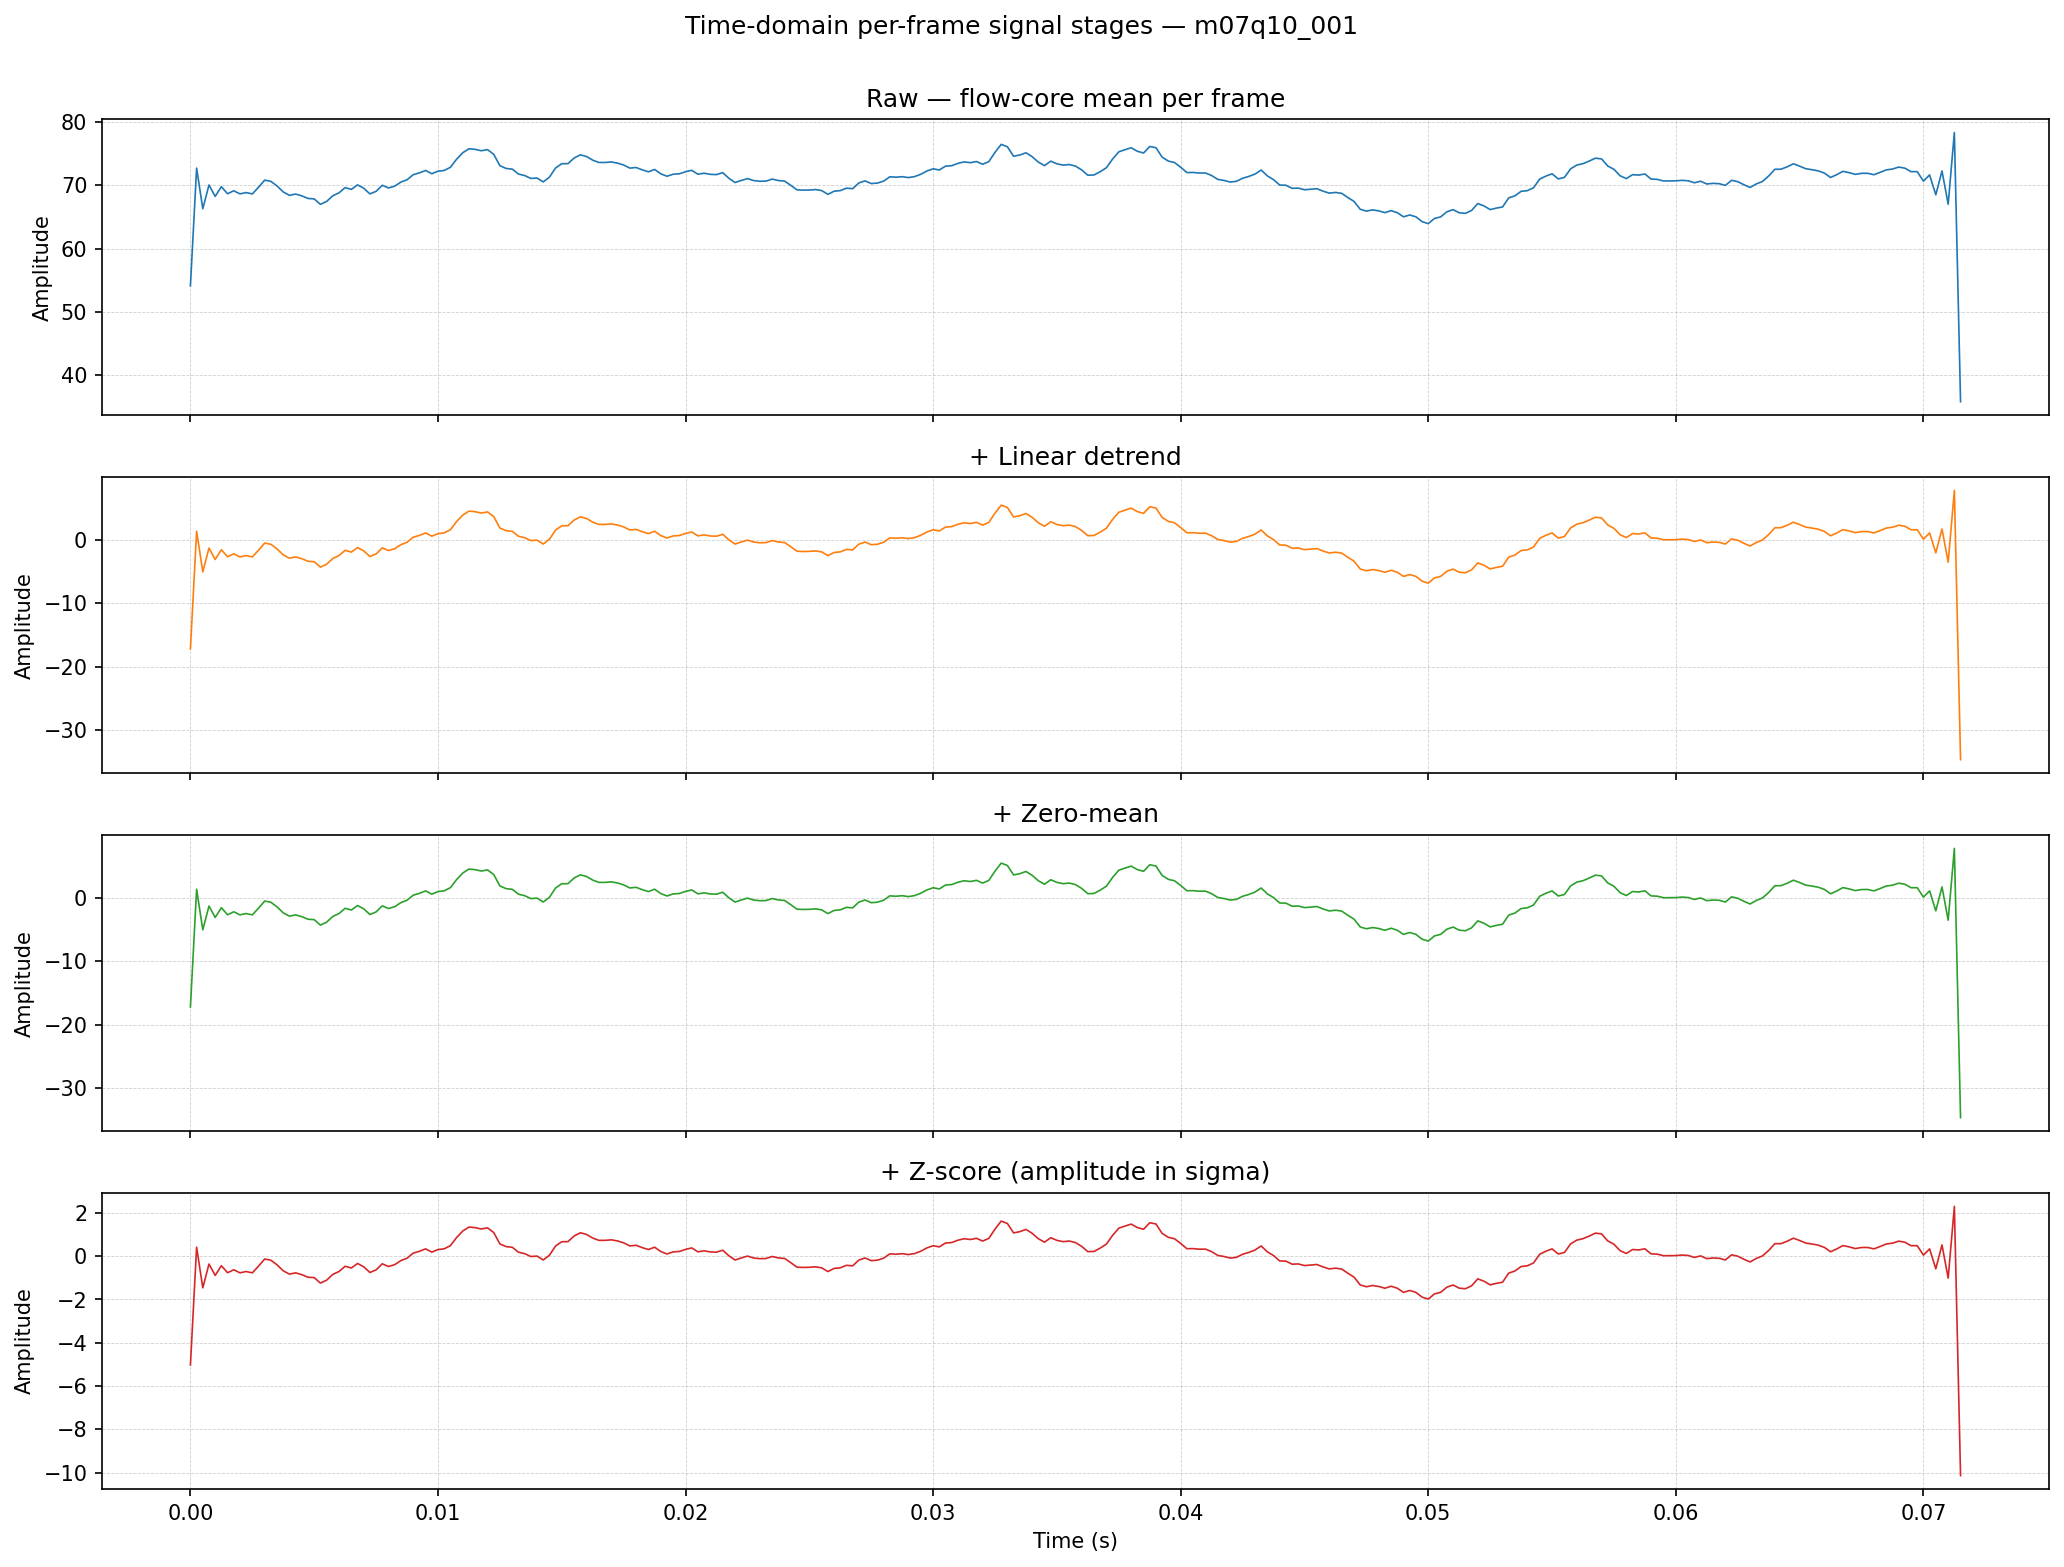 Time-domain per-frame signal stages — m07q10_001
Raw — flow-core mean per frame
80
70
60
50
40
Amplitude
+ Linear detrend
0
−10
−20
−30
Amplitude
+ Zero-mean
0
−10
−20
−30
Amplitude
+ Z-score (amplitude in sigma)
2
0
−2
−4
−6
−8
−10
Amplitude
0.00 0.01 0.02 0.03 0.04 0.05 0.06 0.07
Time (s)